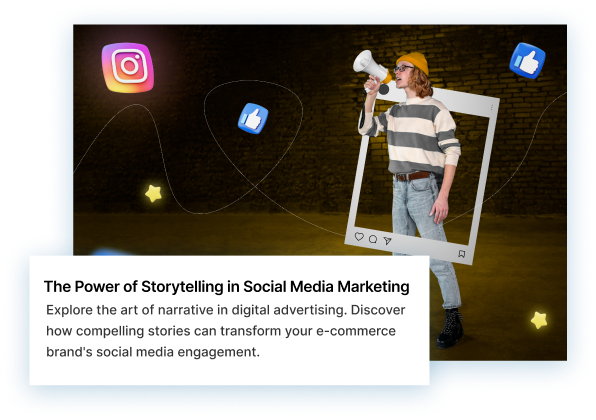 The Power of Storytelling in Social Media Marketing
Explore the art of narrative in digital advertising. Discover
how compelling stories can transform your e-commerce
brand's social media engagement.